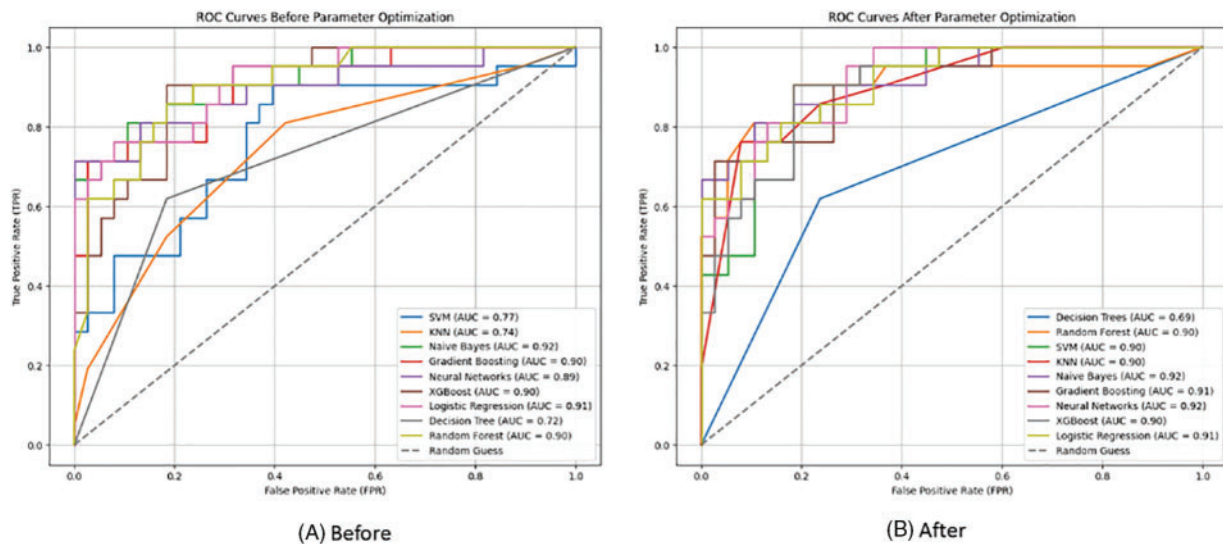 ROC Curves Before Parameter Optimization
1.0
0.8
0.6
0.4
0.2
0.0
True Positive Rate (TPR)
SVM (AUC = 0.77)
KNN (AUC = 0.74)
Naive Bayes (AUC = 0.92)
Gradient Boosting (AUC = 0.90)
Neural Networks (AUC = 0.89)
XGBoost (AUC = 0.90)
Logistic Regression (AUC = 0.91)
Decision Tree (AUC = 0.72)
Random Forest (AUC = 0.90)
Random Guess
0.0 0.2 0.4 0.6 0.8 1.0
False Positive Rate (FPR)
(A) Before
ROC Curves After Parameter Optimization
1.0
0.8
0.6
0.4
0.2
0.0
True Positive Rate (TPR)
Decision Trees (AUC = 0.69)
Random Forest (AUC = 0.90)
SVM (AUC = 0.90)
KNN (AUC = 0.90)
Naive Bayes (AUC = 0.92)
Gradient Boosting (AUC = 0.91)
Neural Networks (AUC = 0.92)
XGBoost (AUC = 0.90)
Logistic Regression (AUC = 0.91)
Random Guess
0.0 0.2 0.4 0.6 0.8 1.0
False Positive Rate (FPR)
(B) After